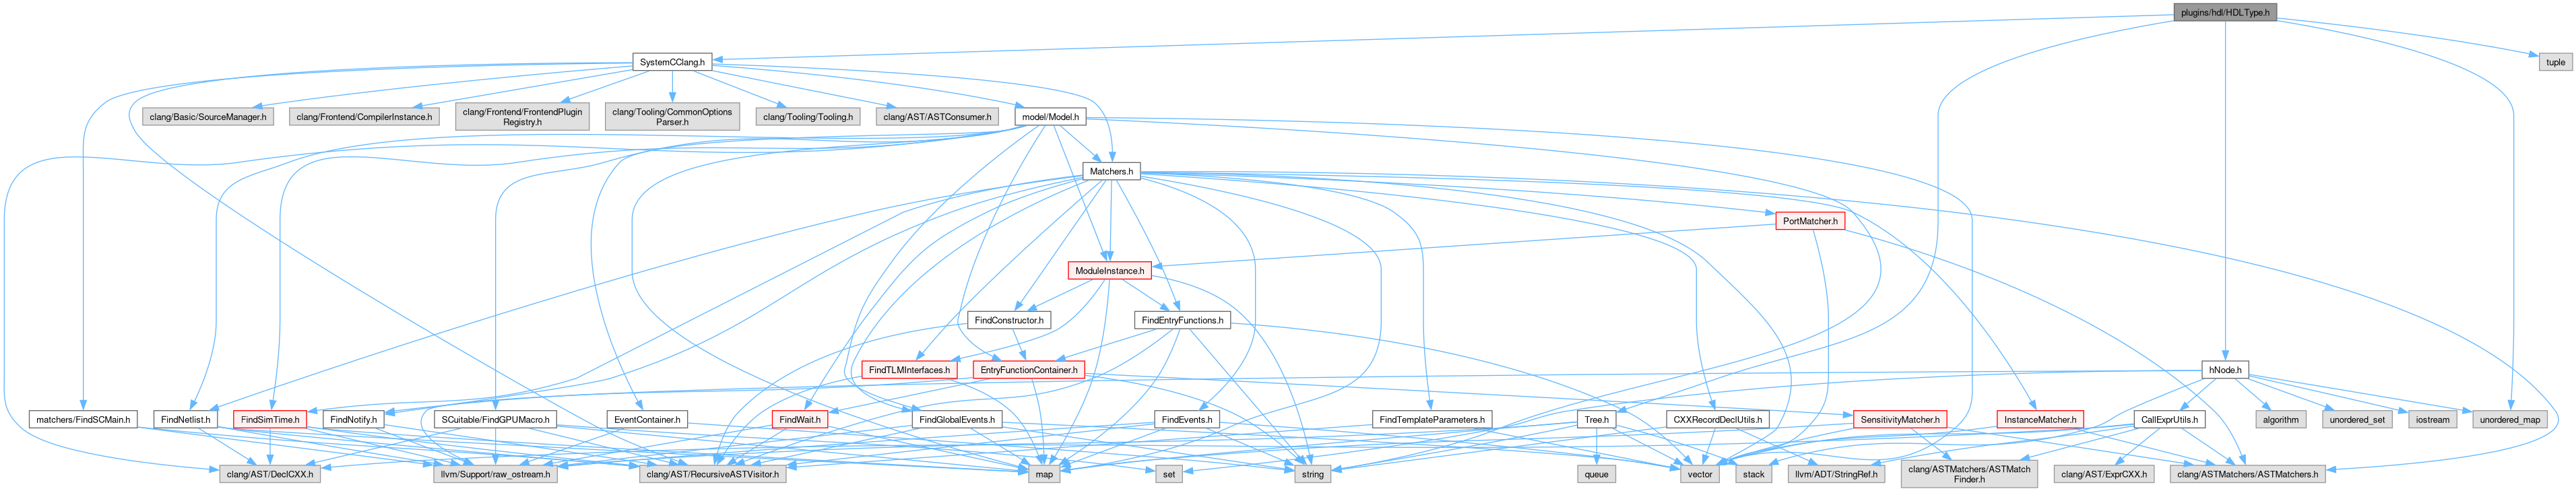 plugins/hdl/HDLType.h
SystemCClang.h
tuple
clang/Basic/SourceManager.h
clang/Frontend/CompilerInstance.h
clang/Frontend/FrontendPlugin
Registry.h
clang/Tooling/CommonOptions
Parser.h
clang/Tooling/Tooling.h
clang/AST/ASTConsumer.h
model/Model.h
Matchers.h
PortMatcher.h
ModuleInstance.h
FindConstructor.h
FindEntryFunctions.h
FindTLMInterfaces.h
EntryFunctionContainer.h
hNode.h
matchers/FindSCMain.h
FindNetlist.h
FindSimTime.h
FindNotify.h
SCuitable/FindGPUMacro.h
EventContainer.h
FindWait.h
FindGlobalEvents.h
FindEvents.h
FindTemplateParameters.h
Tree.h
CXXRecordDeclUtils.h
SensitivityMatcher.h
InstanceMatcher.h
CallExprUtils.h
algorithm
unordered_set
iostream
unordered_map
clang/AST/DeclCXX.h
llvm/Support/raw_ostream.h
clang/AST/RecursiveASTVisitor.h
map
set
string
queue
vector
stack
llvm/ADT/StringRef.h
clang/ASTMatchers/ASTMatch
Finder.h
clang/AST/ExprCXX.h
clang/ASTMatchers/ASTMatchers.h